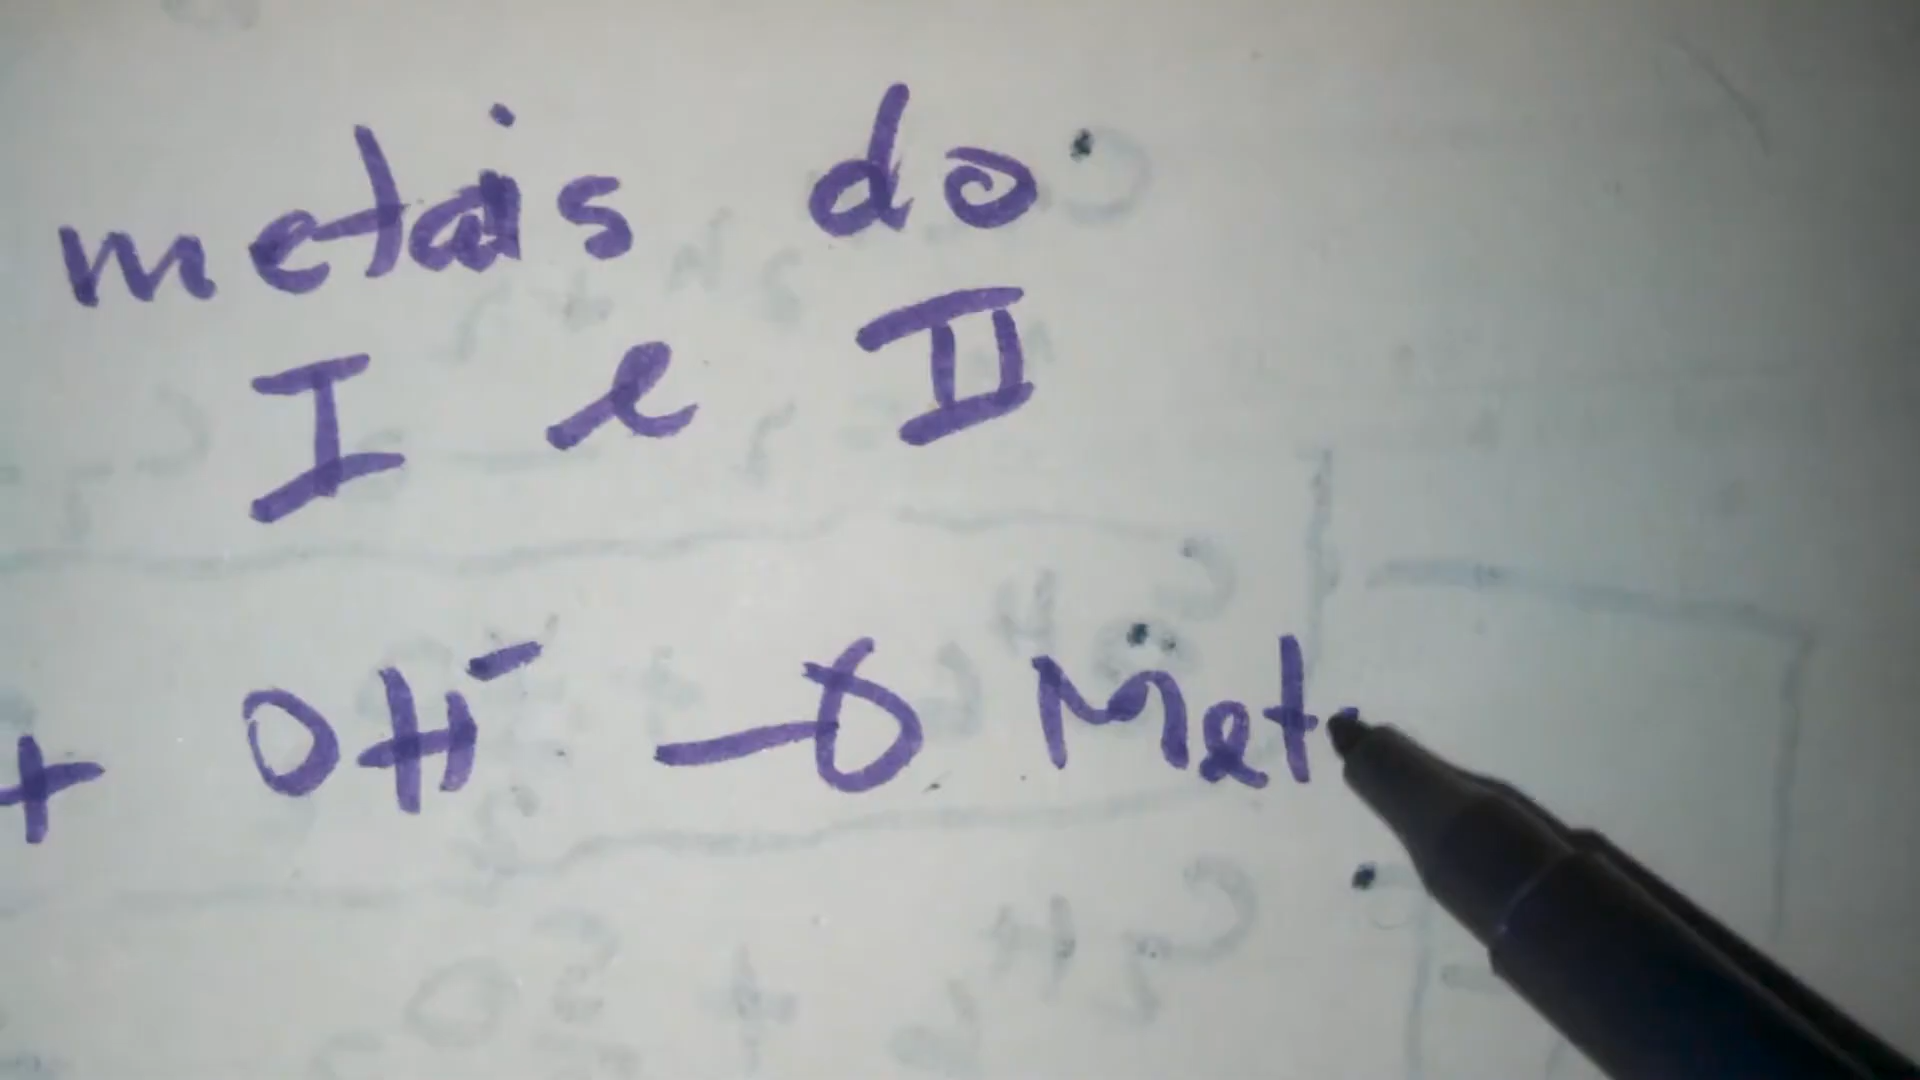 metais do
I e II
+ OH⁻ → Met